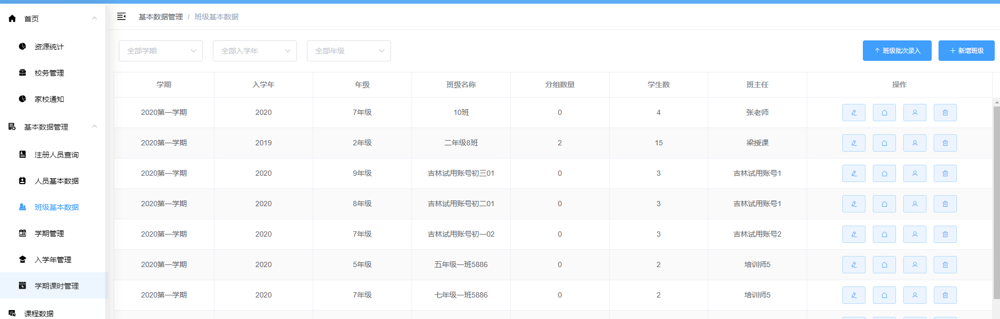 首页
资源统计
校务管理
家校通知
基本数据管理
注册人员查询
人员基本数据
班级基本数据
学期管理
入学年管理
学期课时管理
课程数据
基本数据管理 / 班级基本数据
全部学期 全部入学年 全部年级 班级批次录入 新增班级
学期 入学年 年级 班级名称 分组数量 学生数 班主任 操作
2020第一学期 2020 7年级 10班 0 4 张老师
2020第一学期 2019 2年级 二年级8班 2 15 梁授课
2020第一学期 2020 9年级 吉林试用账号初三01 0 3 吉林试用账号1
2020第一学期 2020 8年级 吉林试用账号初二01 0 3 吉林试用账号1
2020第一学期 2020 7年级 吉林试用账号初一02 0 3 吉林试用账号2
2020第一学期 2020 5年级 五年级一班5886 0 2 培训师5
2020第一学期 2020 7年级 七年级一班5886 0 2 培训师5